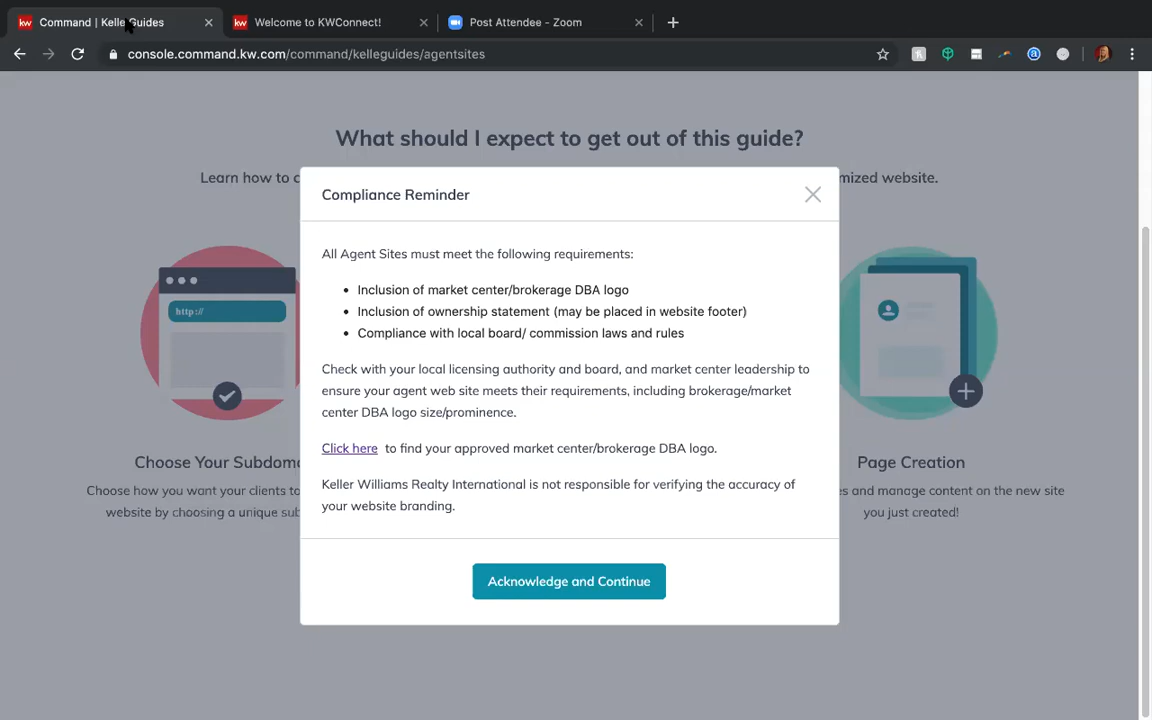 kw Command | KelleGuides
kw Welcome to KWConnect!
Post Attendee - Zoom
console.command.kw.com/command/kelleguides/agentsites
What should I expect to get out of this guide?
Learn how to c
mized website.
Compliance Reminder
All Agent Sites must meet the following requirements:
• Inclusion of market center/brokerage DBA logo
• Inclusion of ownership statement (may be placed in website footer)
• Compliance with local board/ commission laws and rules
Check with your local licensing authority and board, and market center leadership to
ensure your agent web site meets their requirements, including brokerage/market
center DBA logo size/prominence.
Click here to find your approved market center/brokerage DBA logo.
Keller Williams Realty International is not responsible for verifying the accuracy of
your website branding.
Acknowledge and Continue
http://
Choose Your Subdom
Choose how you want your clients to
website by choosing a unique sub
Page Creation
es and manage content on the new site
you just created!